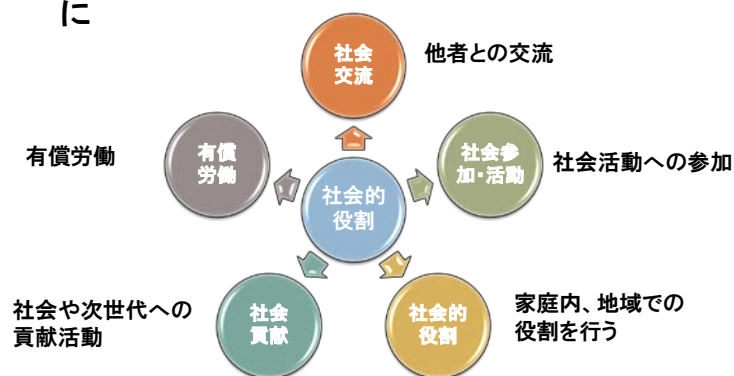 に
社会
交流
他者との交流
有償労働
有償
労働
社会参
加・活動
社会活動への参加
社会的
役割
社会や次世代への
貢献活動
社会
貢献
社会的
役割
家庭内、地域での
役割を行う